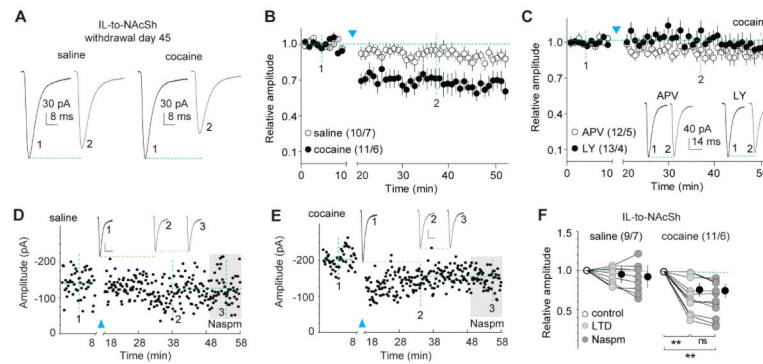 A
IL-to-NAcSh
withdrawal day 45
saline
cocaine
30 pA
8 ms
1
2
30 pA
8 ms
1
2
B
Relative amplitude
1.0
0.7
0.4
0.1
1
2
saline (10/7)
cocaine (11/6)
0 5 10 20 30 40 50
Time (min)
C
cocaine
Relative amplitude
1.0
0.7
0.4
0.1
1
2
APV
LY
APV (12/5)
LY (13/4)
1 2
40 pA
14 ms
1 2
0 5 10 20 30 40 50
Time (min)
D
saline
Amplitude (pA)
-200
-100
0
1
2
3
1
2
3
Naspm
8 18 28 38 48 58
Time (min)
E
cocaine
Amplitude (pA)
-200
-100
0
1
2
3
1
2
3
Naspm
0 8 18 28 38 48 58
Time (min)
F
IL-to-NAcSh
saline (9/7)
cocaine (11/6)
Relative amplitude
1.5
1.0
0.5
control
LTD
Naspm
**
ns
**